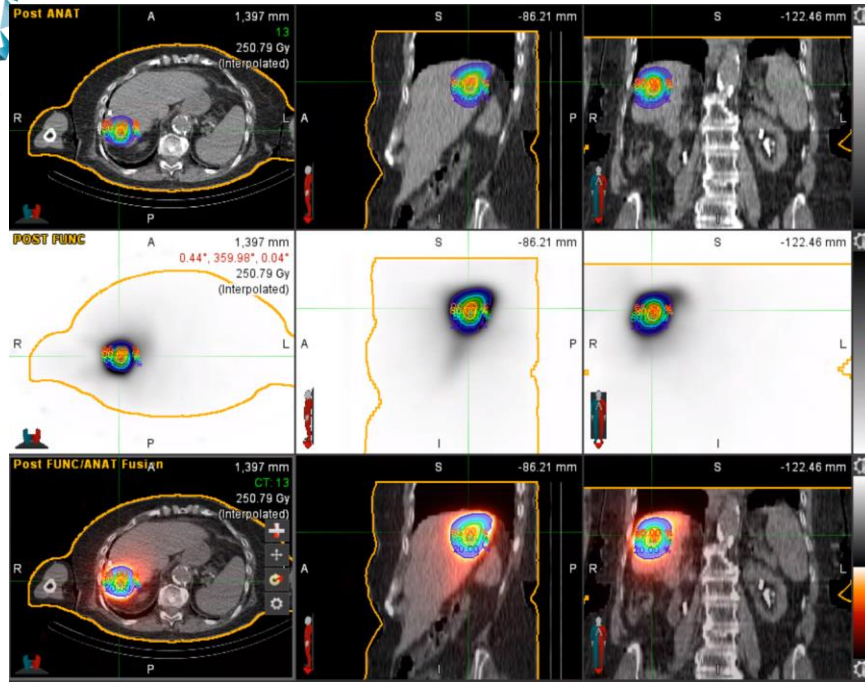 Post ANAT
A
1,397 mm
13
250.79 Gy
(Interpolated)
R
L
P
S
-86.21 mm
A
P
I
S
-122.46 mm
R
L
I
POST FUNC
A
1,397 mm
0.44°, 359.98°, 0.04°
250.79 Gy
(Interpolated)
R
L
P
S
-86.21 mm
A
P
I
S
-122.46 mm
R
L
I
Post FUNC/ANAT Fusion
A
1,397 mm
CT: 13
250.79 Gy
(Interpolated)
R
L
P
S
-86.21 mm
A
P
I
S
-122.46 mm
R
L
I